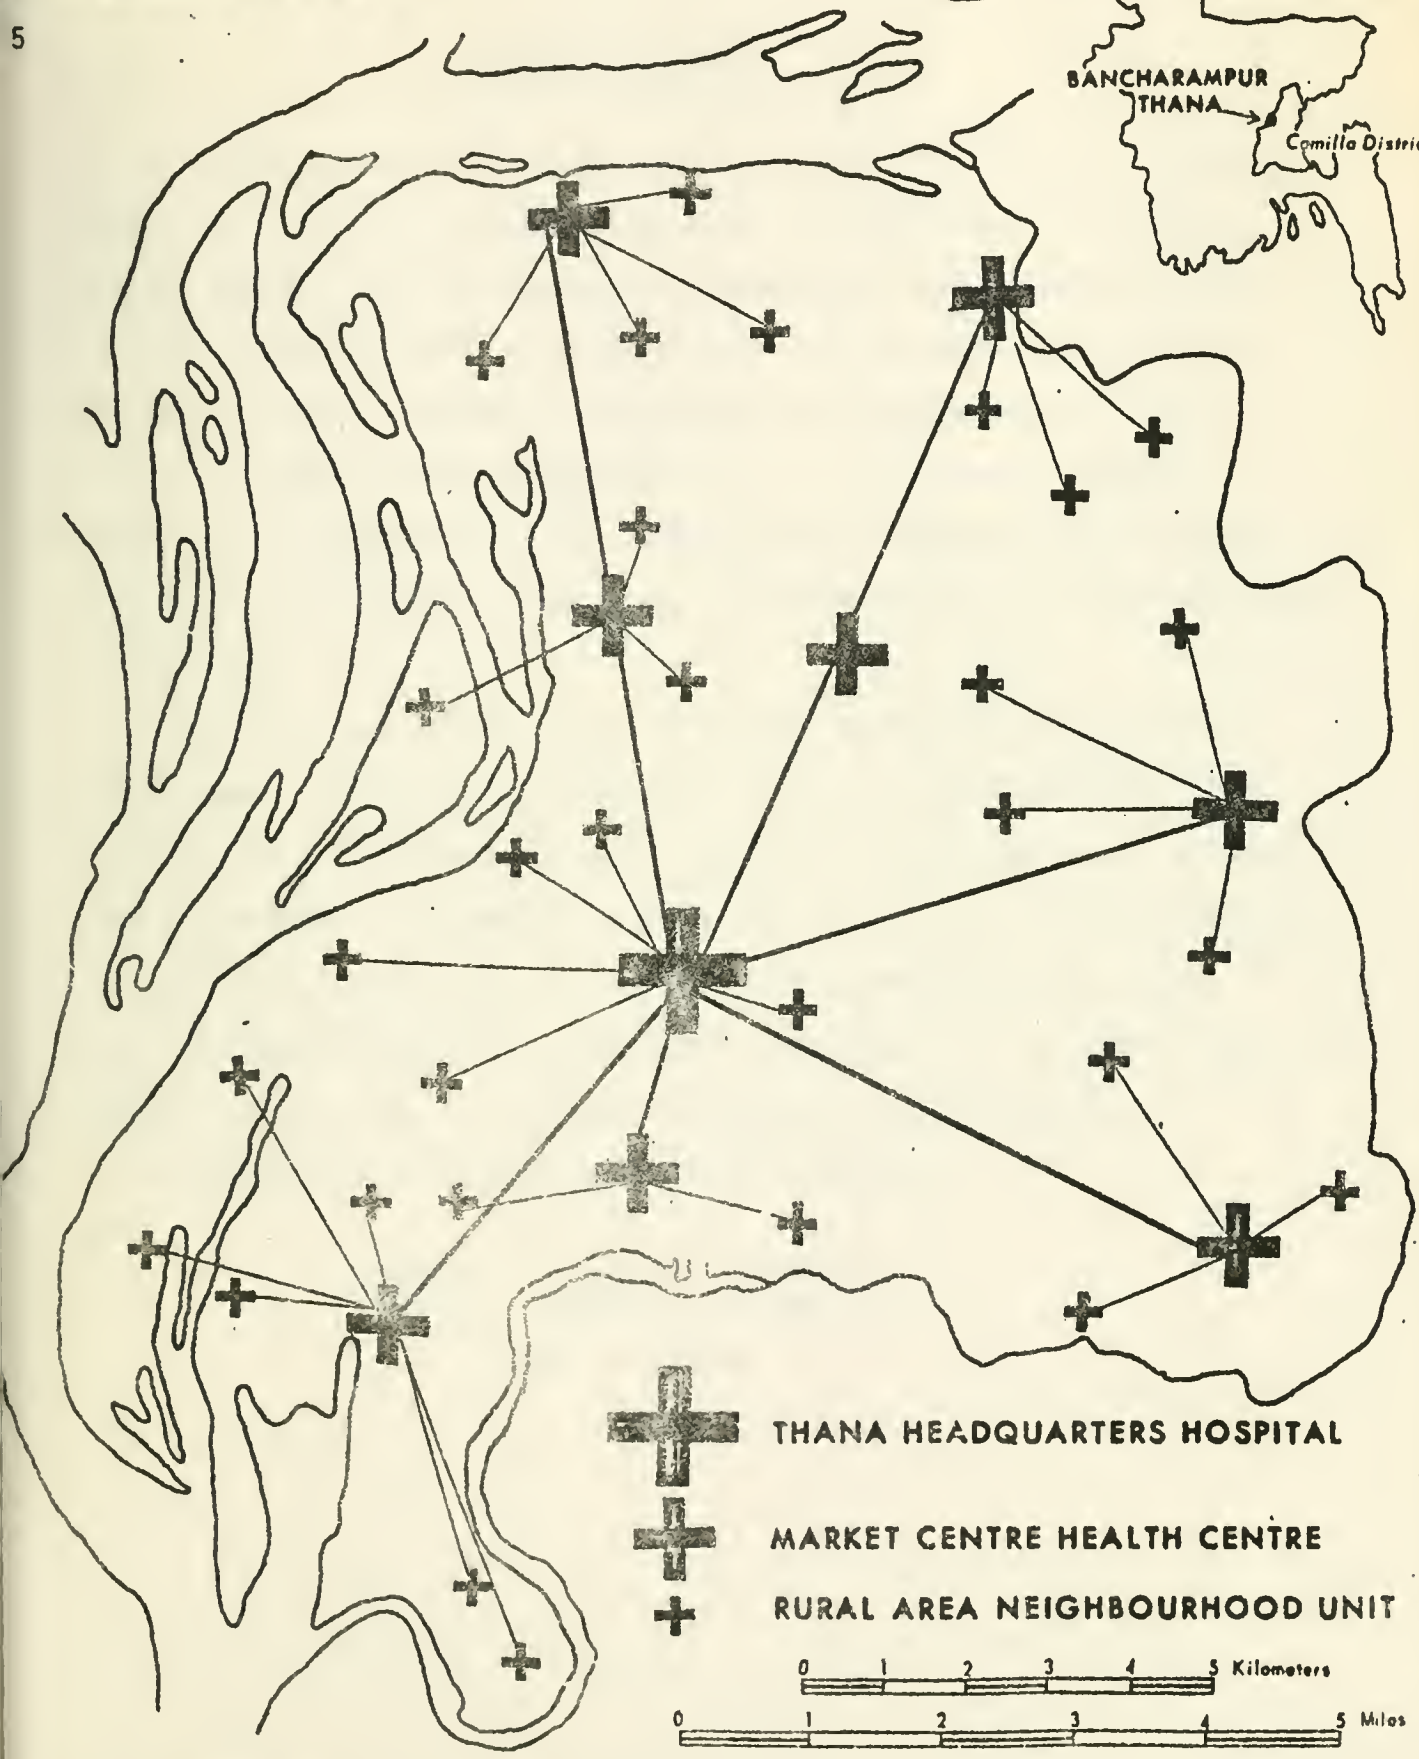 5
BANCHARAMPUR
THANA
Comilla Distric
THANA HEADQUARTERS HOSPITAL
MARKET CENTRE HEALTH CENTRE
RURAL AREA NEIGHBOURHOOD UNIT
0 1 2 3 4 5 Kilometers
0 1 2 3 4 5 Miles